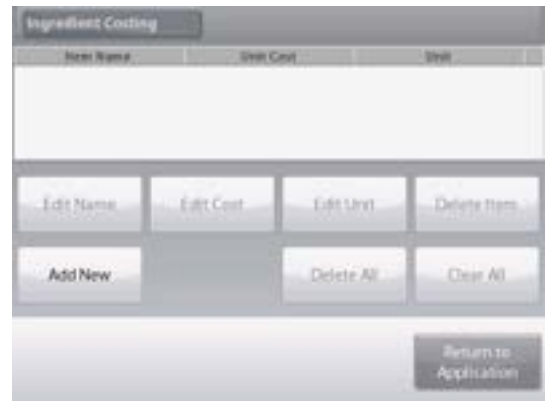 Ingredient Costing
Item Name Unit Cost Unit
Edit Name Edit Cost Edit Unit Delete Item
Add New Delete All Clear All
Return to
Application